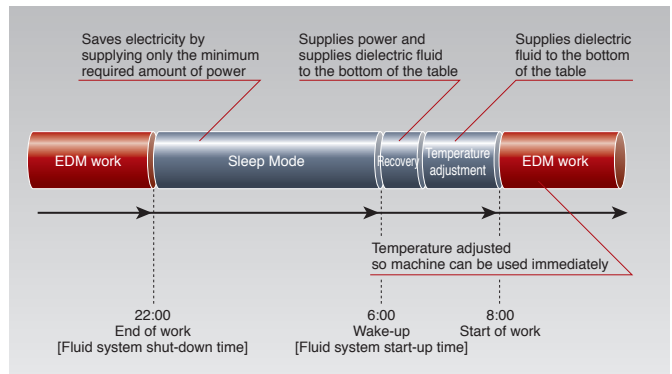 Saves electricity by
supplying only the minimum
required amount of power
Supplies power and
supplies dielectric fluid
to the bottom of the table
Supplies dielectric
fluid to the bottom
of the table
EDM work
Sleep Mode
Recovery
Temperature
adjustment
EDM work
Temperature adjusted
so machine can be used immediately
22:00
End of work
[Fluid system shut-down time]
6:00
Wake-up
[Fluid system start-up time]
8:00
Start of work